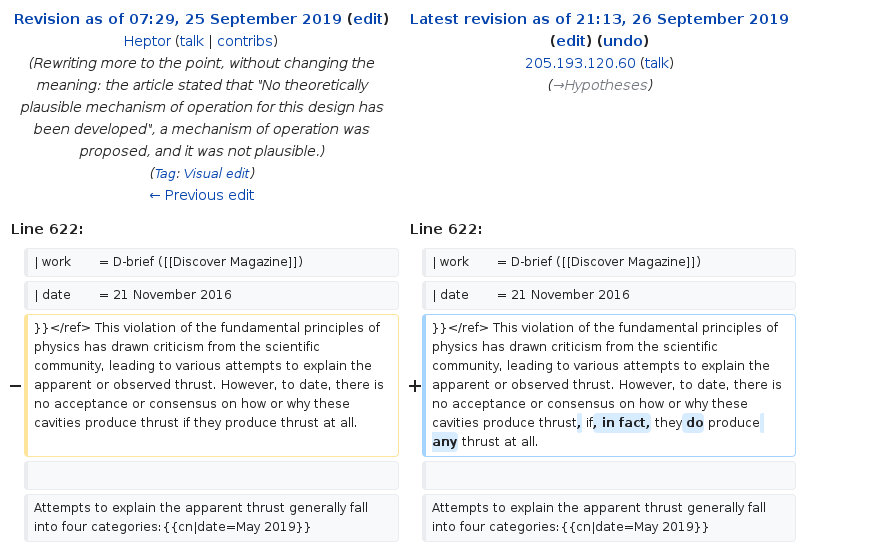 Revision as of 07:29, 25 September 2019 (edit)
Heptor (talk | contribs)
(Rewriting more to the point, without changing the
meaning: the article stated that "No theoretically
plausible mechanism of operation for this design has
been developed", a mechanism of operation was
proposed, and it was not plausible.)
(Tag: Visual edit)
← Previous edit
Latest revision as of 21:13, 26 September 2019
(edit) (undo)
205.193.120.60 (talk)
(→Hypotheses)
Line 622:
Line 622:
| work = D-brief ([[Discover Magazine]])
| work = D-brief ([[Discover Magazine]])
| date = 21 November 2016
| date = 21 November 2016
−
}}</ref> This violation of the fundamental principles of
physics has drawn criticism from the scientific
community, leading to various attempts to explain the
apparent or observed thrust. However, to date, there is
no acceptance or consensus on how or why these
cavities produce thrust if they produce thrust at all.
+
}}</ref> This violation of the fundamental principles of
physics has drawn criticism from the scientific
community, leading to various attempts to explain the
apparent or observed thrust. However, to date, there is
no acceptance or consensus on how or why these
cavities produce thrust, if, in fact, they do produce
any thrust at all.
Attempts to explain the apparent thrust generally fall
into four categories:{{cn|date=May 2019}}
Attempts to explain the apparent thrust generally fall
into four categories:{{cn|date=May 2019}}